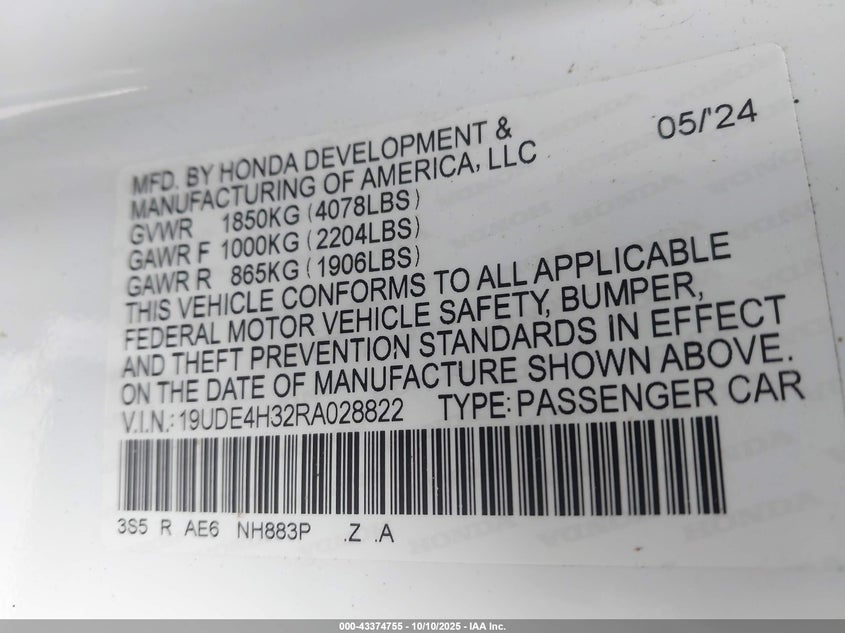 05/'24
MFD. BY HONDA DEVELOPMENT &
MANUFACTURING OF AMERICA, LLC
GVWR 1850KG (4078LBS)
GAWR F 1000KG (2204LBS)
GAWR R 865KG (1906LBS)
THIS VEHICLE CONFORMS TO ALL APPLICABLE
FEDERAL MOTOR VEHICLE SAFETY, BUMPER,
AND THEFT PREVENTION STANDARDS IN EFFECT
ON THE DATE OF MANUFACTURE SHOWN ABOVE.
V.I.N.: 19UDE4H32RA028822 TYPE: PASSENGER CAR
3S5 R AE6 NH883P .Z .A
000-43374755 - 10/10/2025 - IAA Inc.